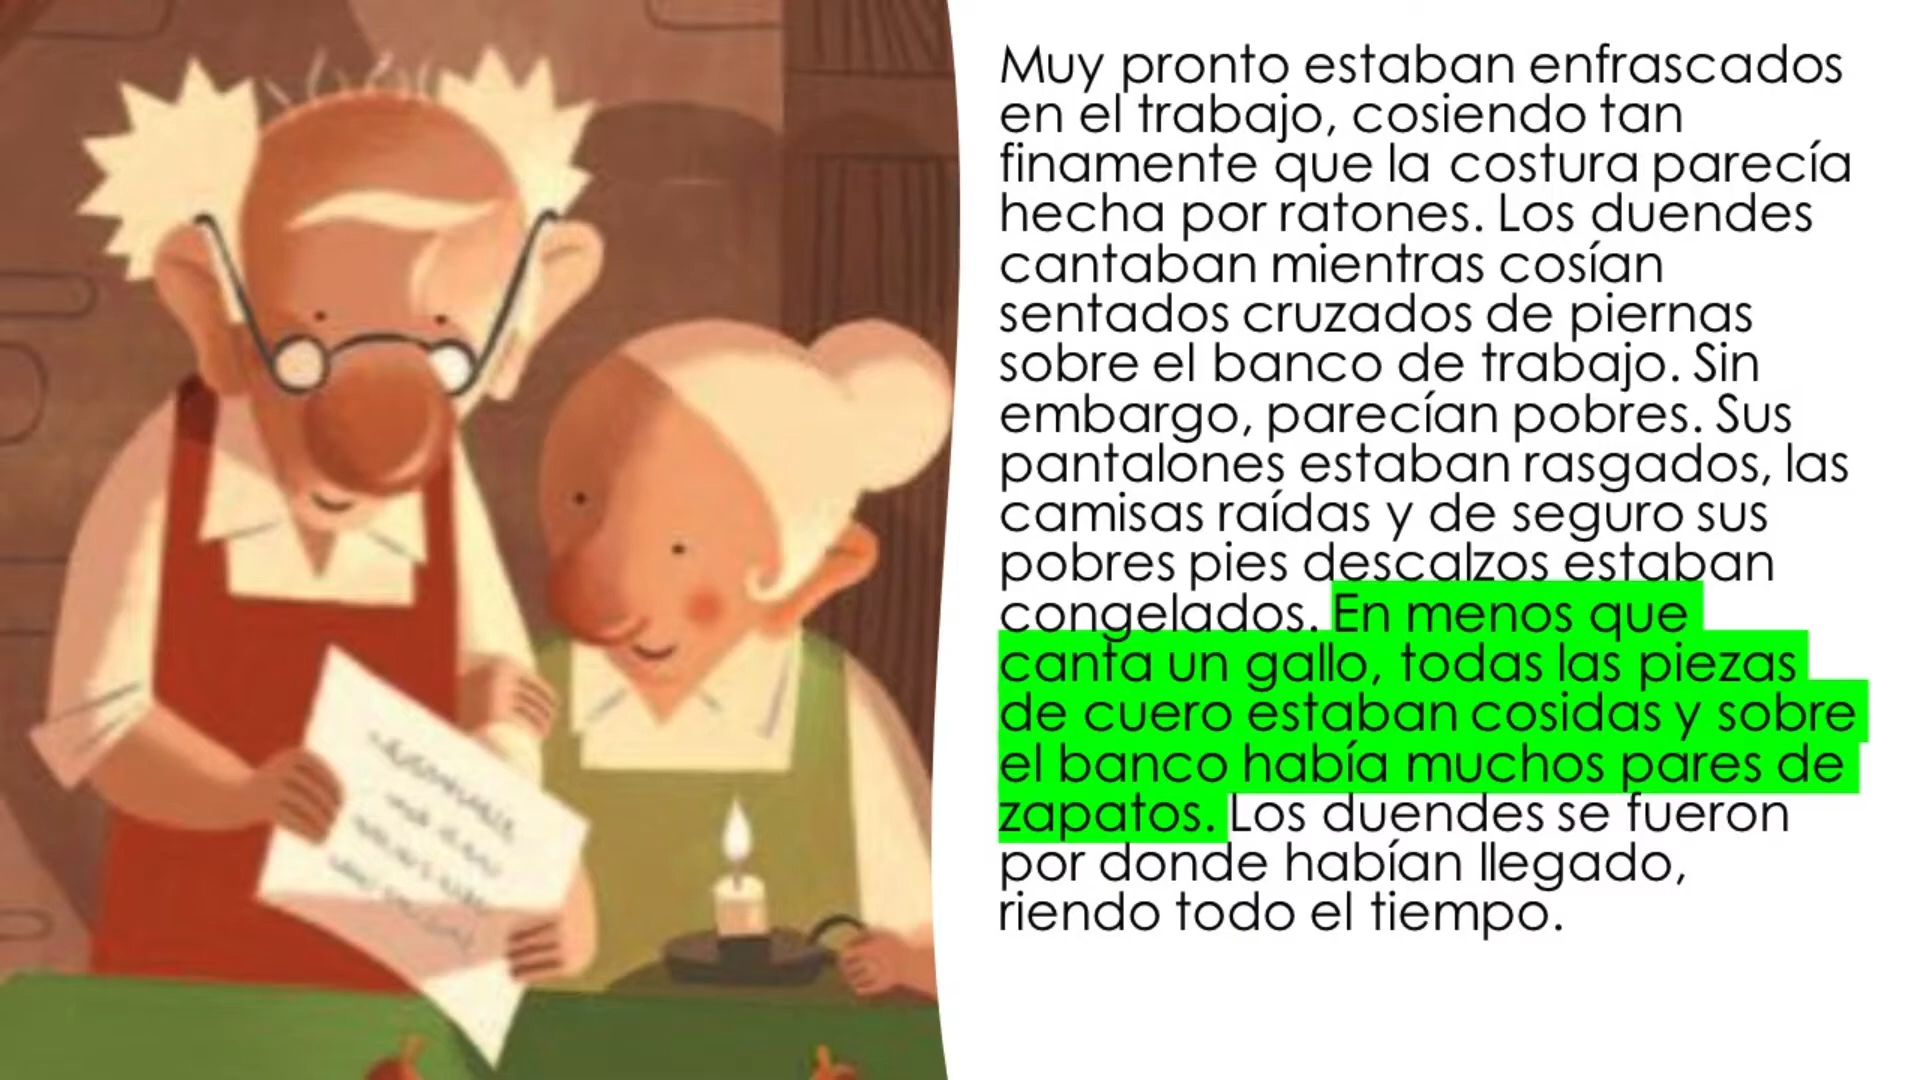 Muy pronto estaban enfrascados
en el trabajo, cosiendo tan
finamente que la costura parecía
hecha por ratones. Los duendes
cantaban mientras cosían
sentados cruzados de piernas
sobre el banco de trabajo. Sin
embargo, parecían pobres. Sus
pantalones estaban rasgados, las
camisas raídas y de seguro sus
pobres pies descalzos estaban
congelados. En menos que
canta un gallo, todas las piezas
de cuero estaban cosidas y sobre
el banco había muchos pares de
zapatos. Los duendes se fueron
por donde habían llegado,
riendo todo el tiempo.